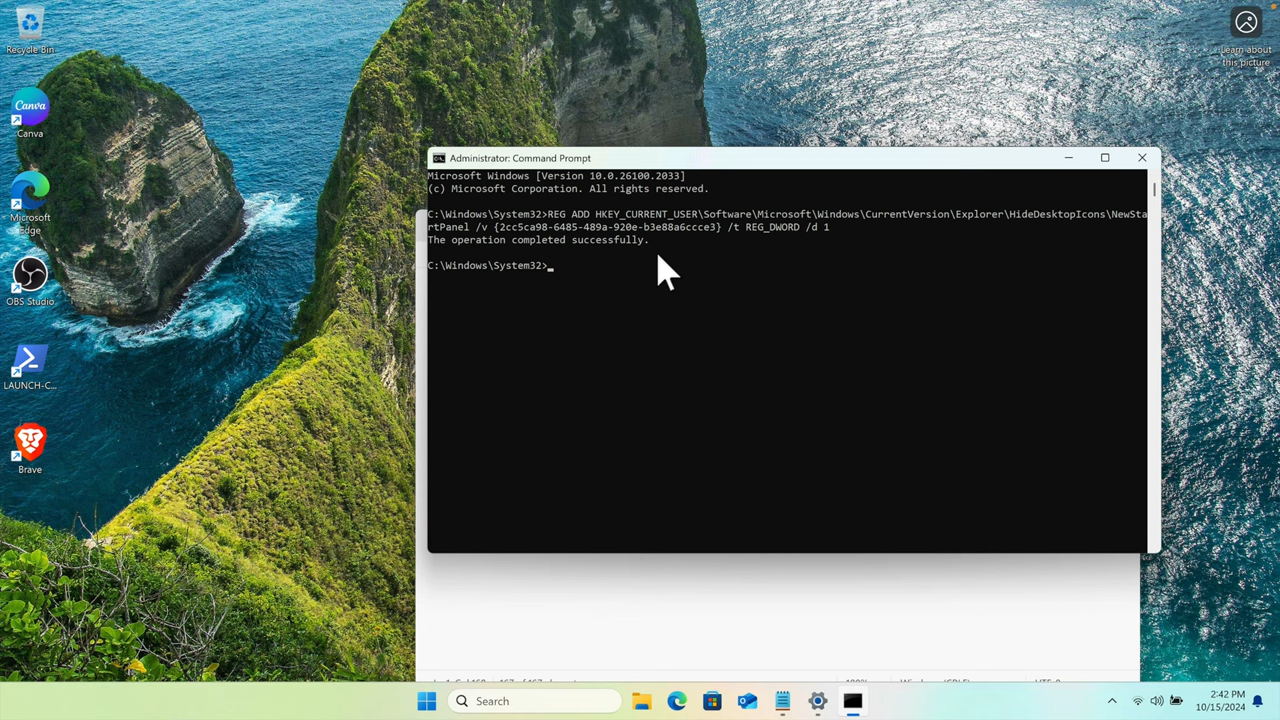 Recycle Bin
Canva
Canva
Microsoft
Edge
OBS Studio
LAUNCH-C...
Brave
Learn about
this picture
Administrator: Command Prompt
Microsoft Windows [Version 10.0.26100.2033]
(c) Microsoft Corporation. All rights reserved.
C:\Windows\System32>REG ADD HKEY_CURRENT_USER\Software\Microsoft\Windows\CurrentVersion\Explorer\HideDesktopIcons\NewSta
rtPanel /v {2cc5ca98-6485-489a-920e-b3e88a6ccce3} /t REG_DWORD /d 1
The operation completed successfully.
C:\Windows\System32>
Search
2:42 PM
10/15/2024